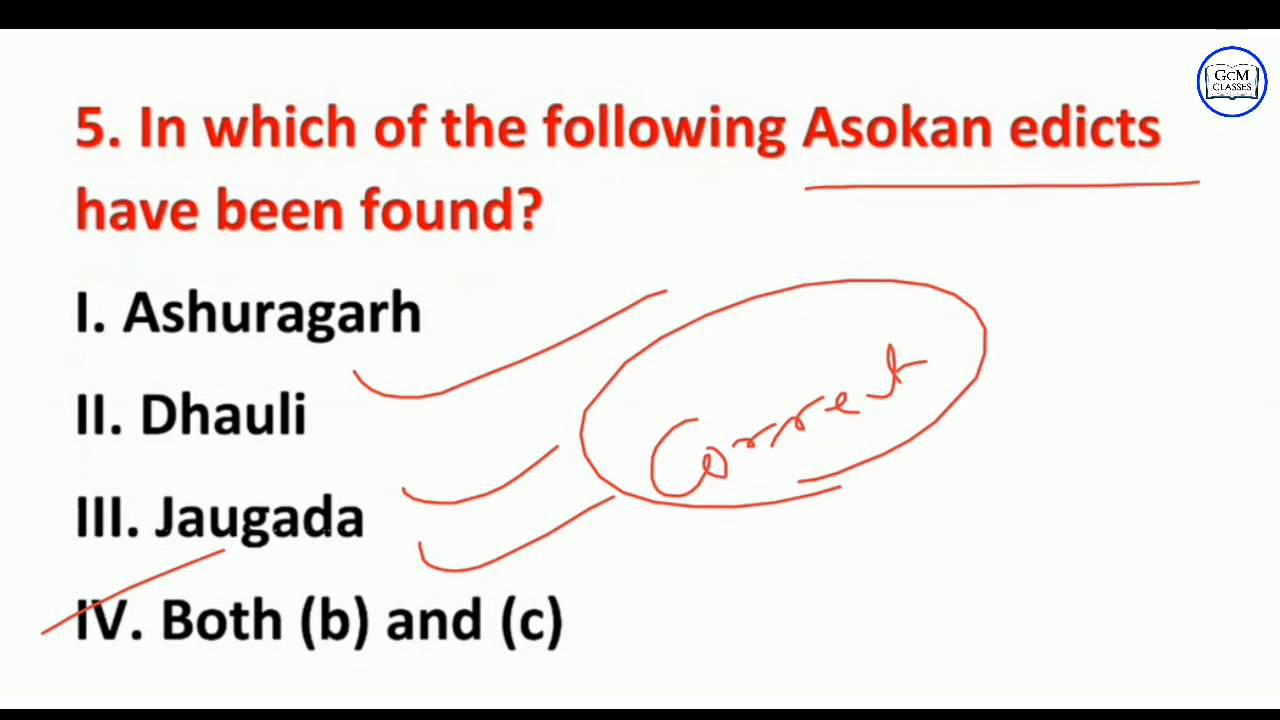 GCM
CLASSES
5. In which of the following Asokan edicts
have been found?
I. Ashuragarh
II. Dhauli
III. Jaugada
IV. Both (b) and (c)
Correct